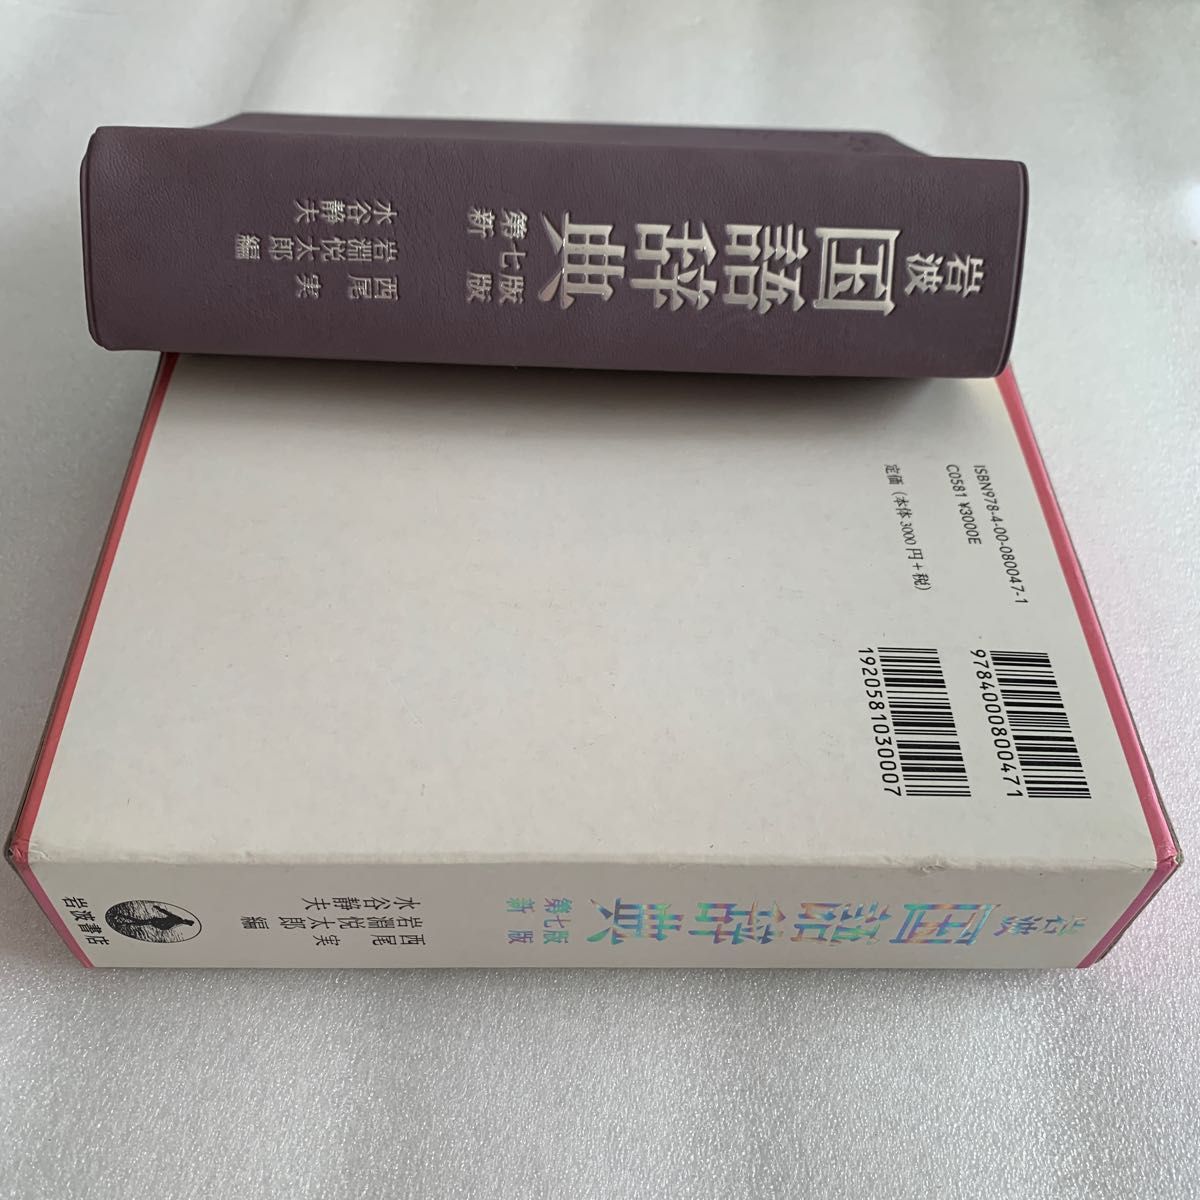 岩波
国語辞典
第七版
新版
西尾実
岩淵悦太郎 編
水谷静夫
ISBN978-4-00-080047-1
C0581 ¥3000E
定価（本体3000円＋税）
9784000800471
1920581030007
岩波
国語辞典
第七版
新版
西尾実
岩淵悦太郎 編
水谷静夫
岩波書店